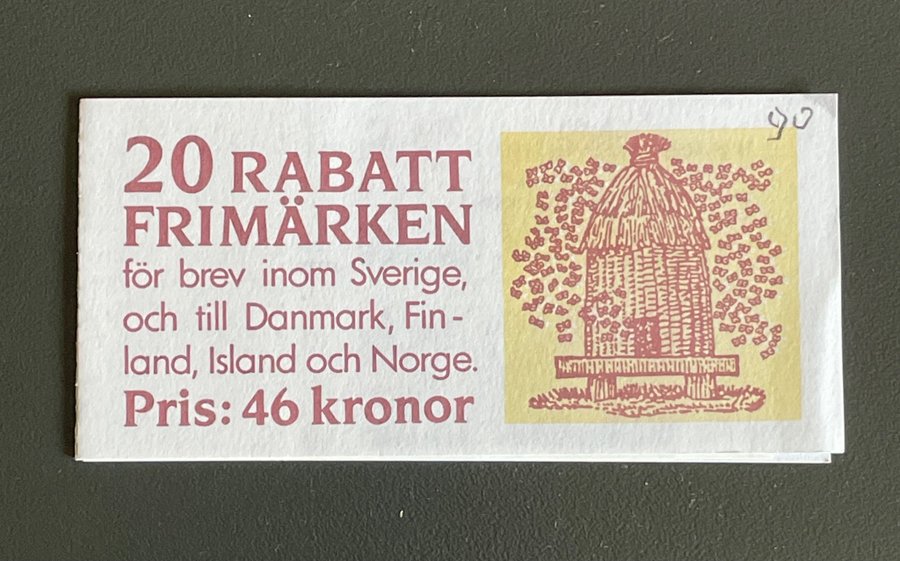 20 RABATT
FRIMÄRKEN
för brev inom Sverige,
och till Danmark, Fin-
land, Island och Norge.
Pris: 46 kronor
90